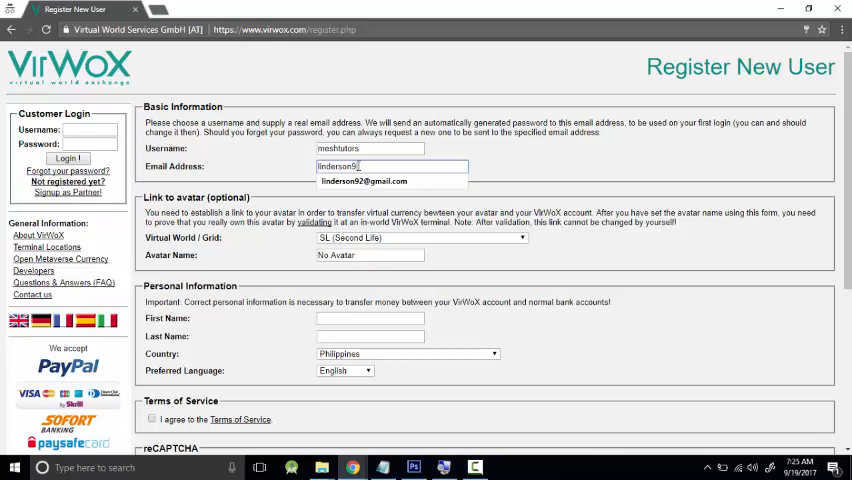 Register New User
Virtual World Services GmbH [AT]
https://www.virwox.com/register.php
VirWoX
virtual world exchange
Register New User
Customer Login
Username:
Password:
Login !
Forgot your password?
Not registered yet?
Signup as Partner!
General Information:
About VirWoX
Terminal Locations
Open Metaverse Currency
Developers
Questions & Answers (FAQ)
Contact us
We accept
PayPal
VISA
by Skrill
SOFORT
BANKING
paysafecard
Basic Information
Please choose a username and supply a real email address. We will send an automatically generated password to this email address, to be used on your first login (you can and should
change it then). Should you forget your password, you can always request a new one to be sent to the specified email address.
Username:
meshtutors
Email Address:
linderson9
linderson92@gmail.com
Link to avatar (optional)
You need to establish a link to your avatar in order to transfer virtual currency bewteen your avatar and your VirWoX account. After you have set the avatar name using this form, you need
to prove that you really own this avatar by validating it at an in-world VirWoX terminal. Note: After validation, this link cannot be changed by yourself!
Virtual World / Grid:
SL (Second Life)
Avatar Name:
No Avatar
Personal Information
Important: Correct personal information is necessary to transfer money between your VirWoX account and normal bank accounts!
First Name:
Last Name:
Country:
Philippines
Preferred Language:
English
Terms of Service
I agree to the Terms of Service.
reCAPTCHA
Type here to search
7:25 AM
9/19/2017